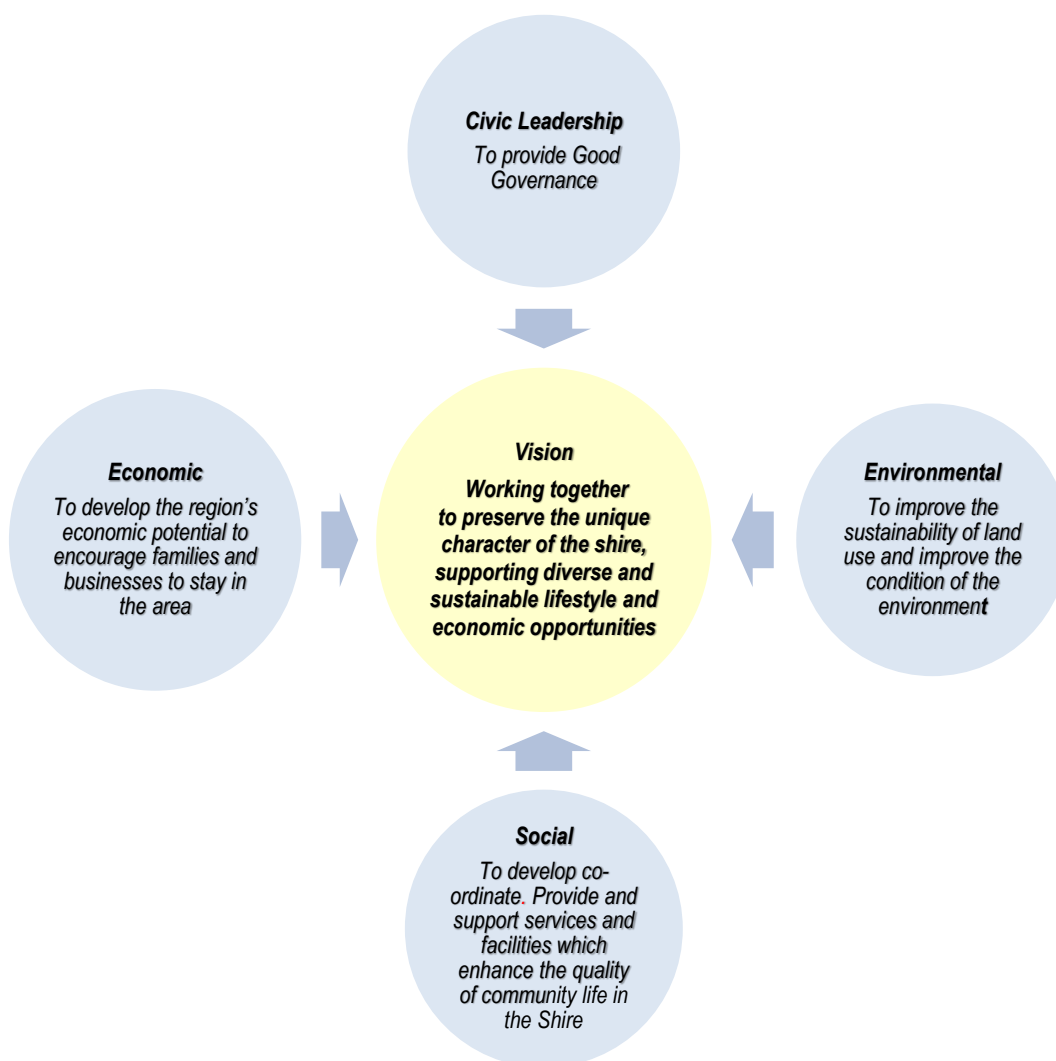 Civic Leadership
To provide Good
Governance
Economic
To develop the region’s
economic potential to
encourage families and
businesses to stay in
the area
Vision
Working together
to preserve the unique
character of the shire,
supporting diverse and
sustainable lifestyle and
economic opportunities
Environmental
To improve the
sustainability of land
use and improve the
condition of the
environment
Social
To develop co-
ordinate. Provide and
support services and
facilities which
enhance the quality
of community life in
the Shire